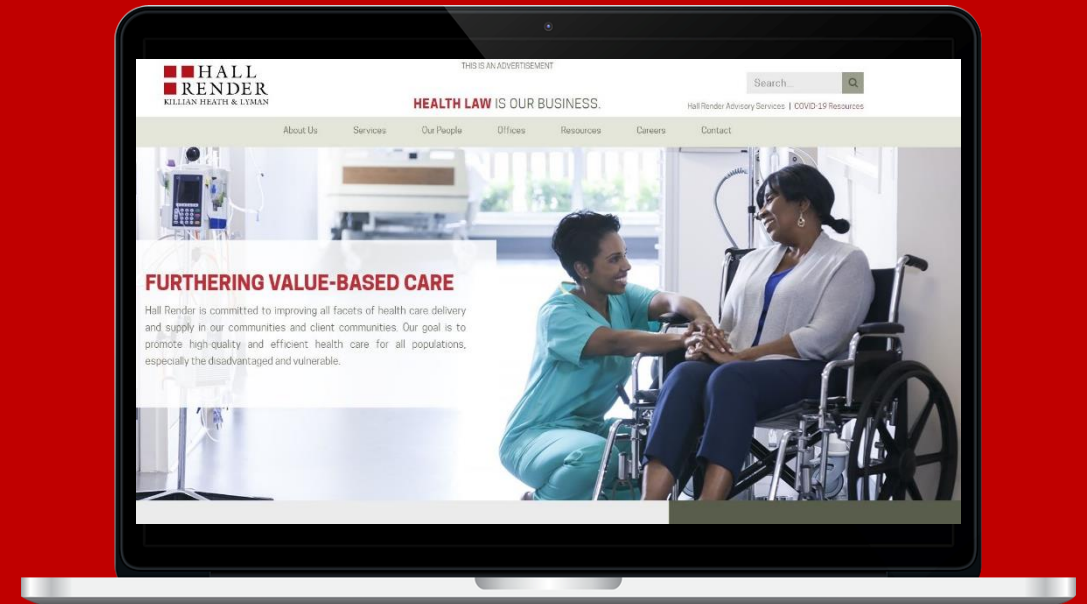 HALL
RENDER
KILLIAN HEATH & LYMAN
THIS IS AN ADVERTISEMENT
HEALTH LAW IS OUR BUSINESS.
Search...
Hall Render Advisory Services | COVID-19 Resources
About Us Services Our People Offices Resources Careers Contact
FURTHERING VALUE-BASED CARE
Hall Render is committed to improving all facets of health care delivery
and supply in our communities and client communities. Our goal is to
promote high-quality and efficient health care for all populations,
especially the disadvantaged and vulnerable.